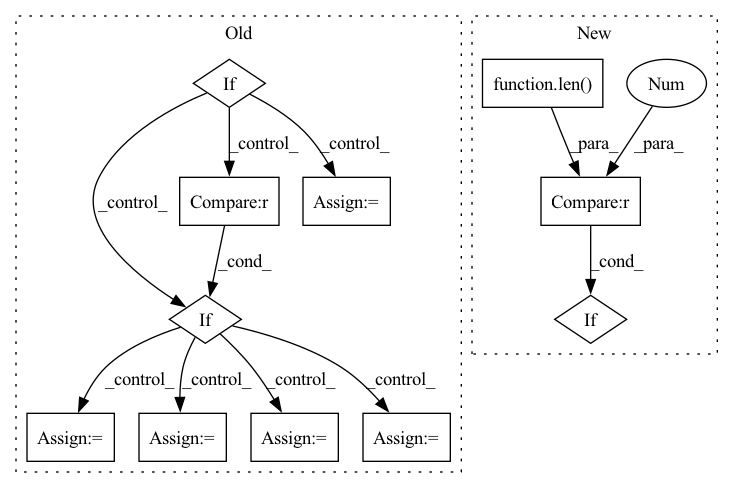 Old
New
If
function.len()
Num
_control_
_control_
_para_
_para_
_control_
Compare:r
Assign:=
Compare:r
_cond_
_cond_
If
If
_control_
_control_
_control_
_control_
Assign:=
Assign:=
Assign:=
Assign:=